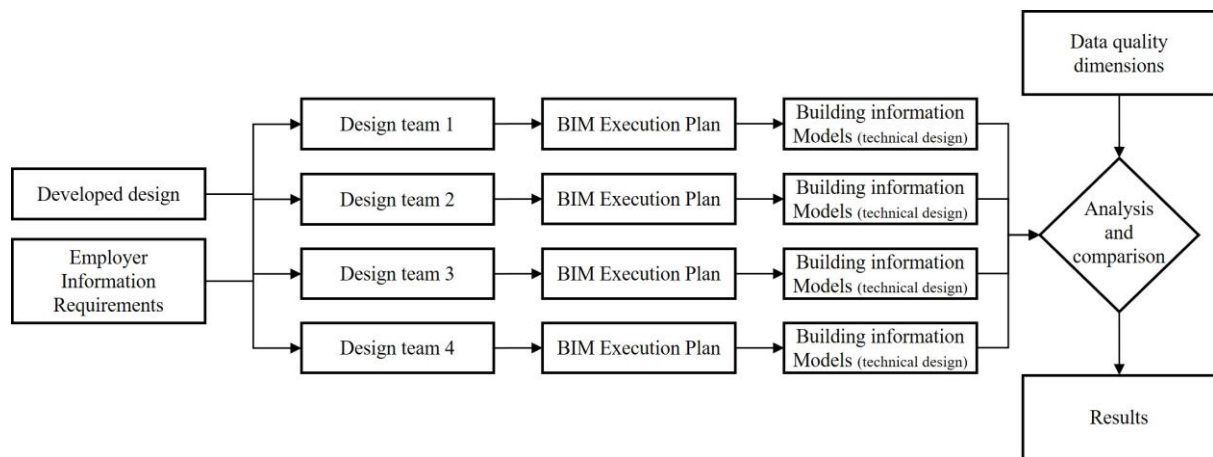 Developed design
Employer
Information
Requirements
Design team 1
BIM Execution Plan
Building information
Models (technical design)
Design team 2
BIM Execution Plan
Building information
Models (technical design)
Design team 3
BIM Execution Plan
Building information
Models (technical design)
Design team 4
BIM Execution Plan
Building information
Models (technical design)
Data quality
dimensions
Analysis
and
comparison
Results